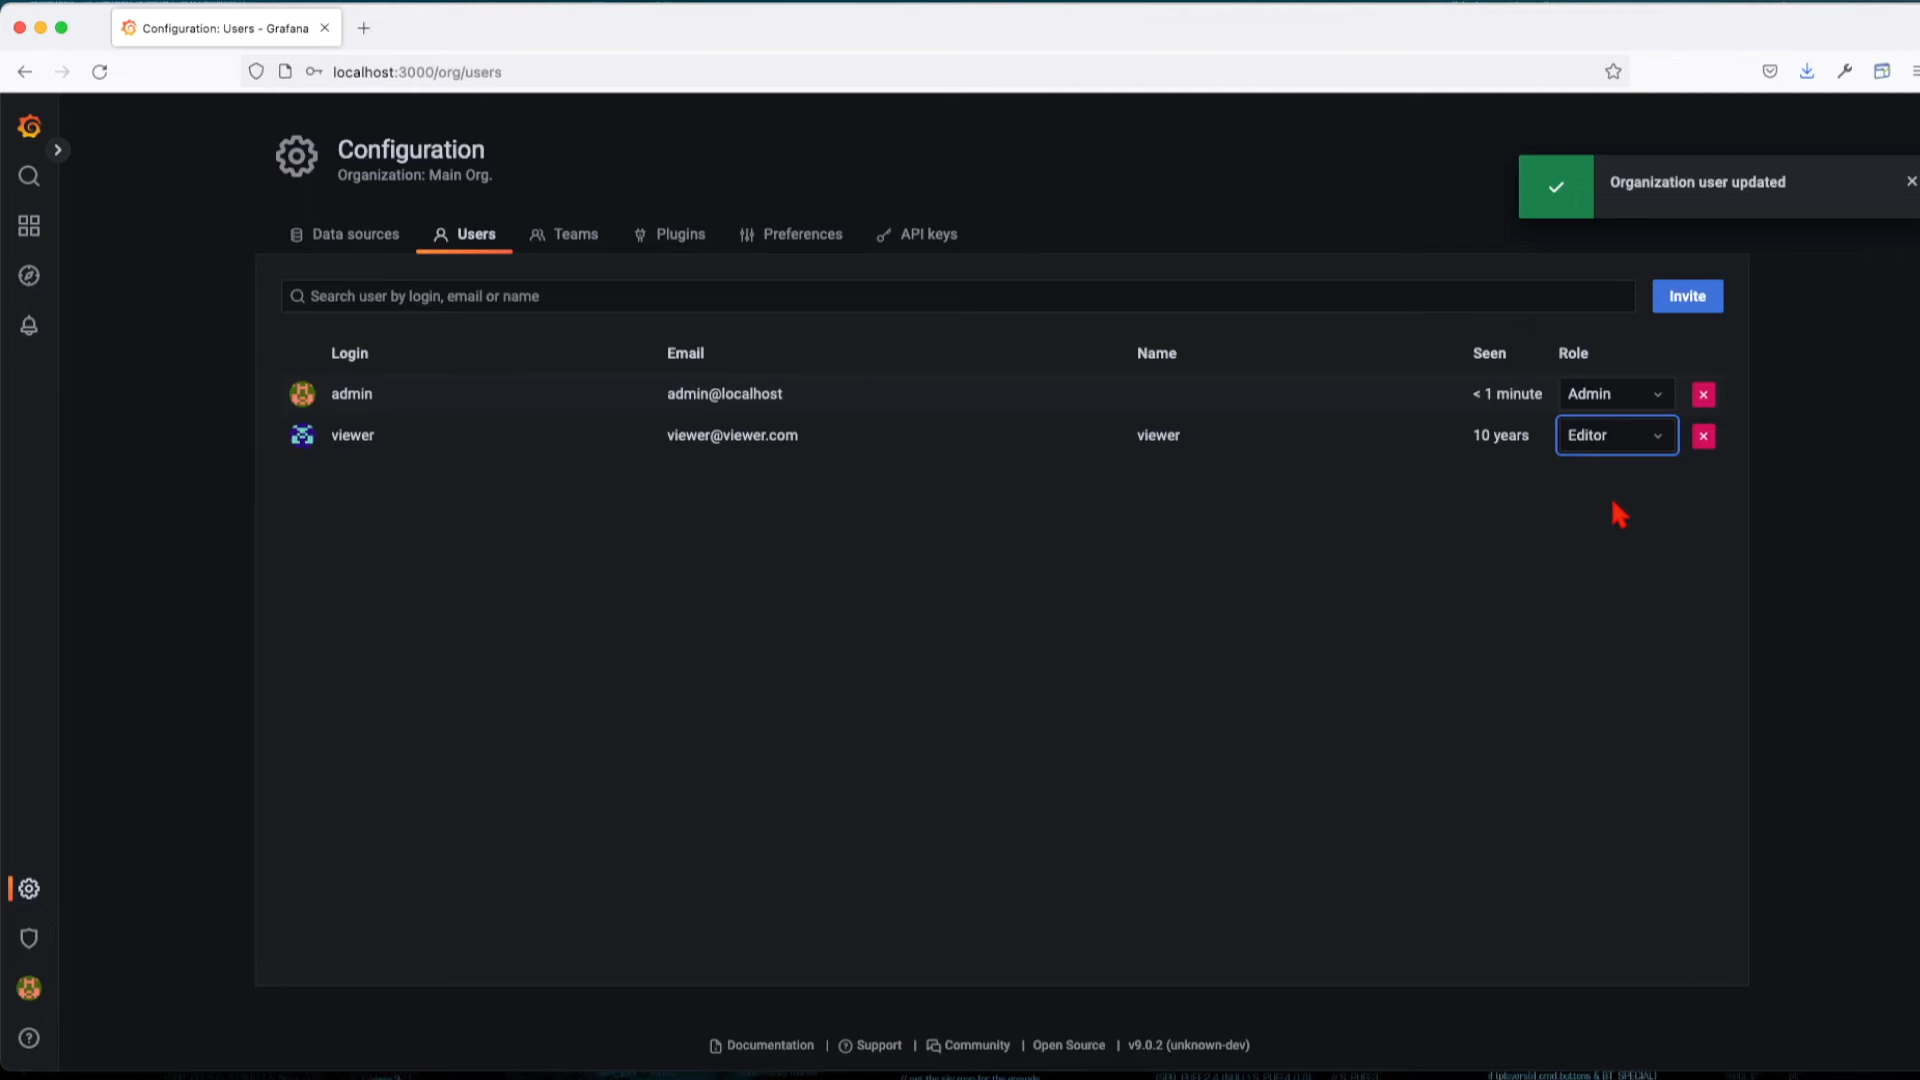 Configuration: Users - Grafana
localhost:3000/org/users
Configuration
Organization: Main Org.
Organization user updated
Data sources
Users
Teams
Plugins
Preferences
API keys
Search user by login, email or name
Invite
Login Email Name Seen Role
admin admin@localhost < 1 minute Admin
viewer viewer@viewer.com viewer 10 years Editor
Documentation | Support | Community | Open Source | v9.0.2 (unknown-dev)